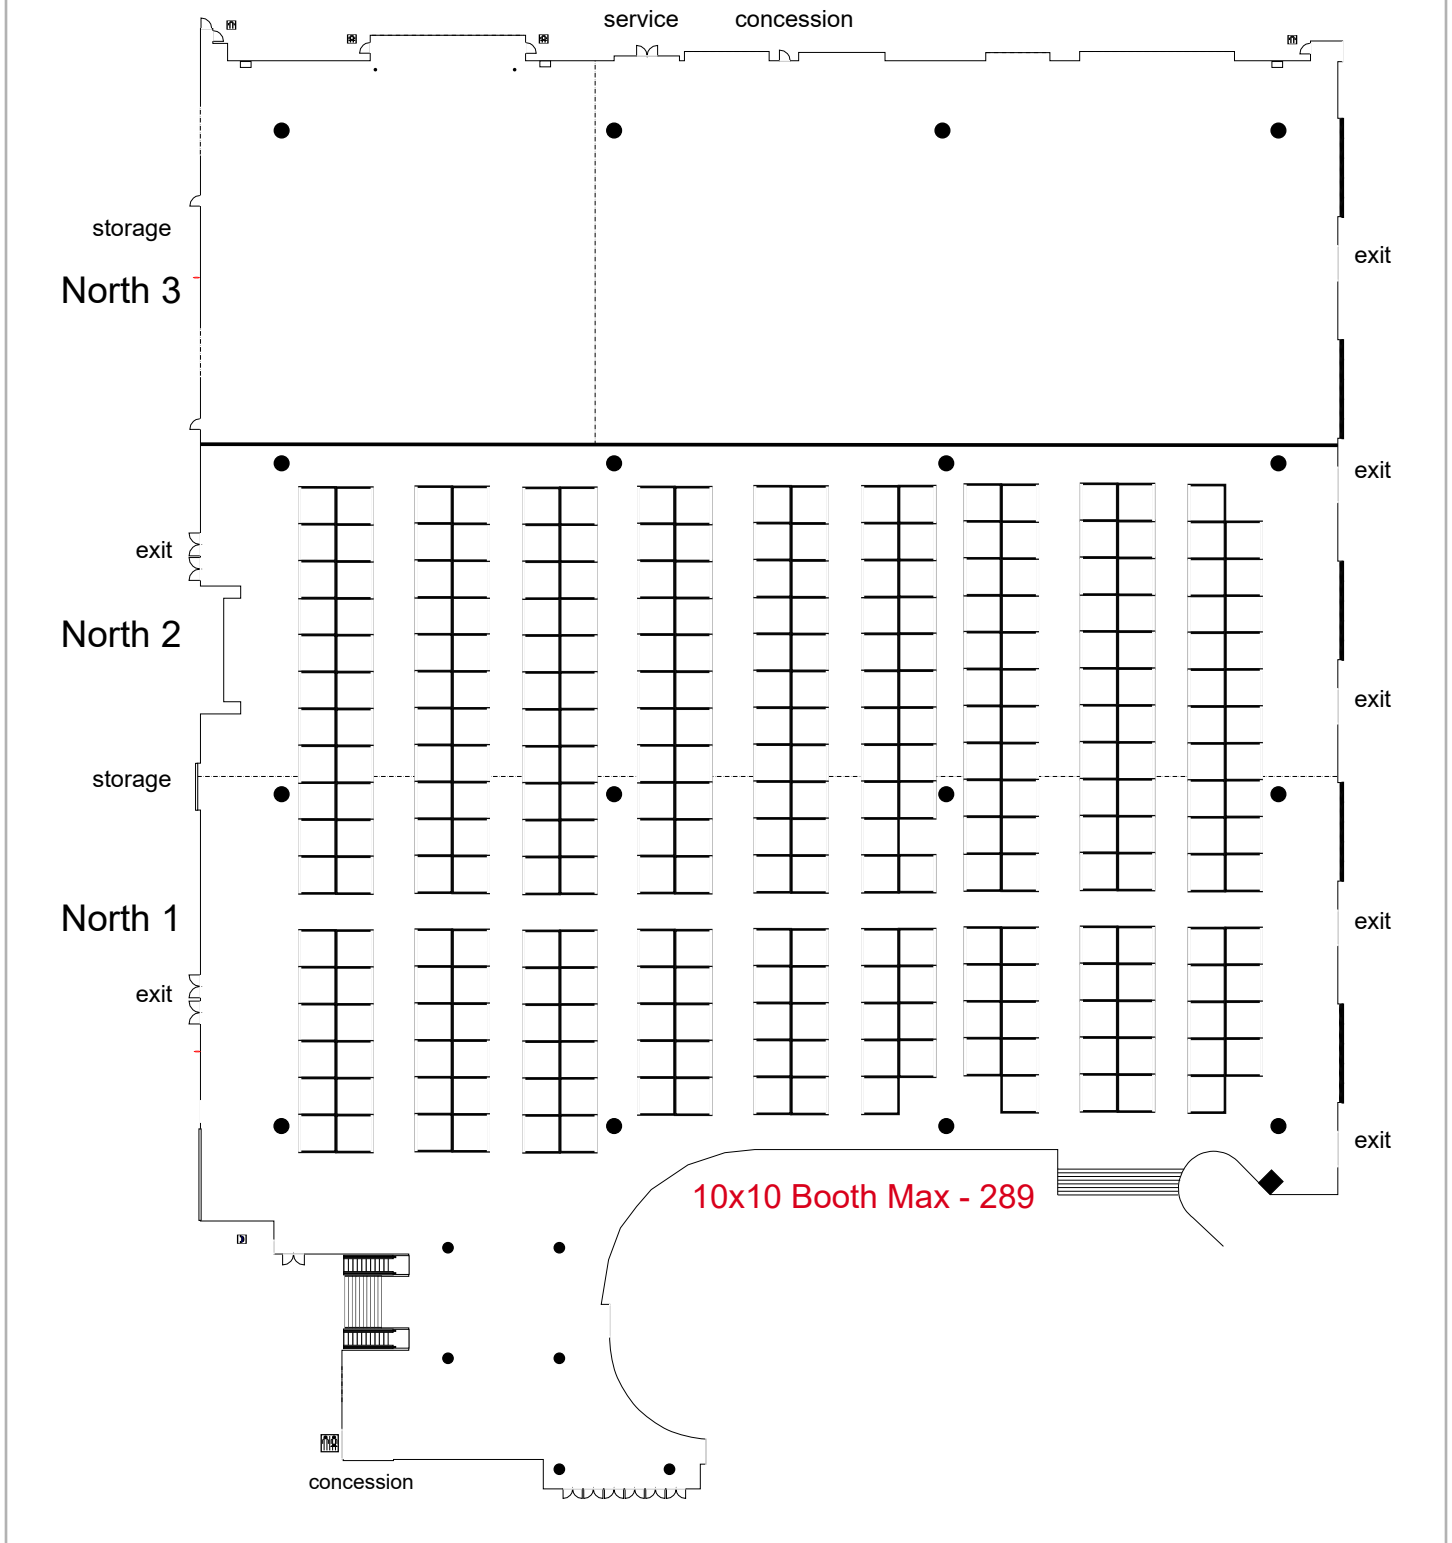 service concession
storage
exit
North 3
exit
exit
North 2
exit
storage
North 1
exit
exit
exit
10x10 Booth Max - 289
concession